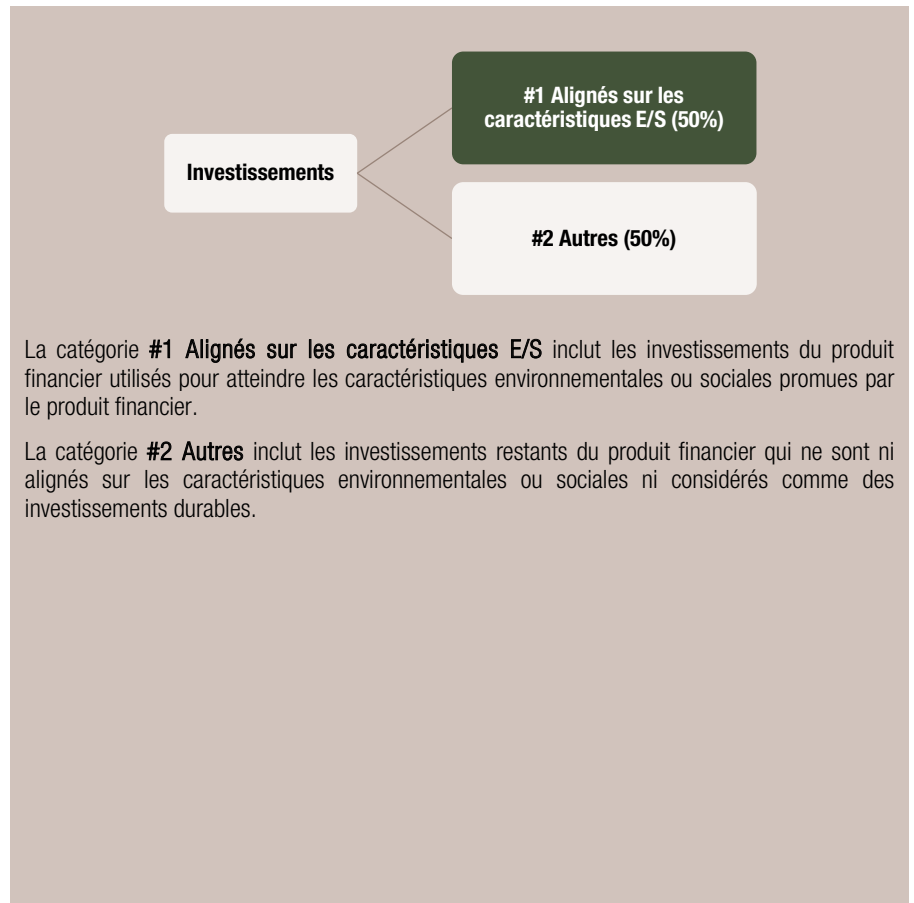 #1 Alignés sur les
caractéristiques E/S (50%)
Investissements
#2 Autres (50%)
La catégorie #1 Alignés sur les caractéristiques E/S inclut les investissements du produit
financier utilisés pour atteindre les caractéristiques environnementales ou sociales promues par
le produit financier.
La catégorie #2 Autres inclut les investissements restants du produit financier qui ne sont ni
alignés sur les caractéristiques environnementales ou sociales ni considérés comme des
investissements durables.